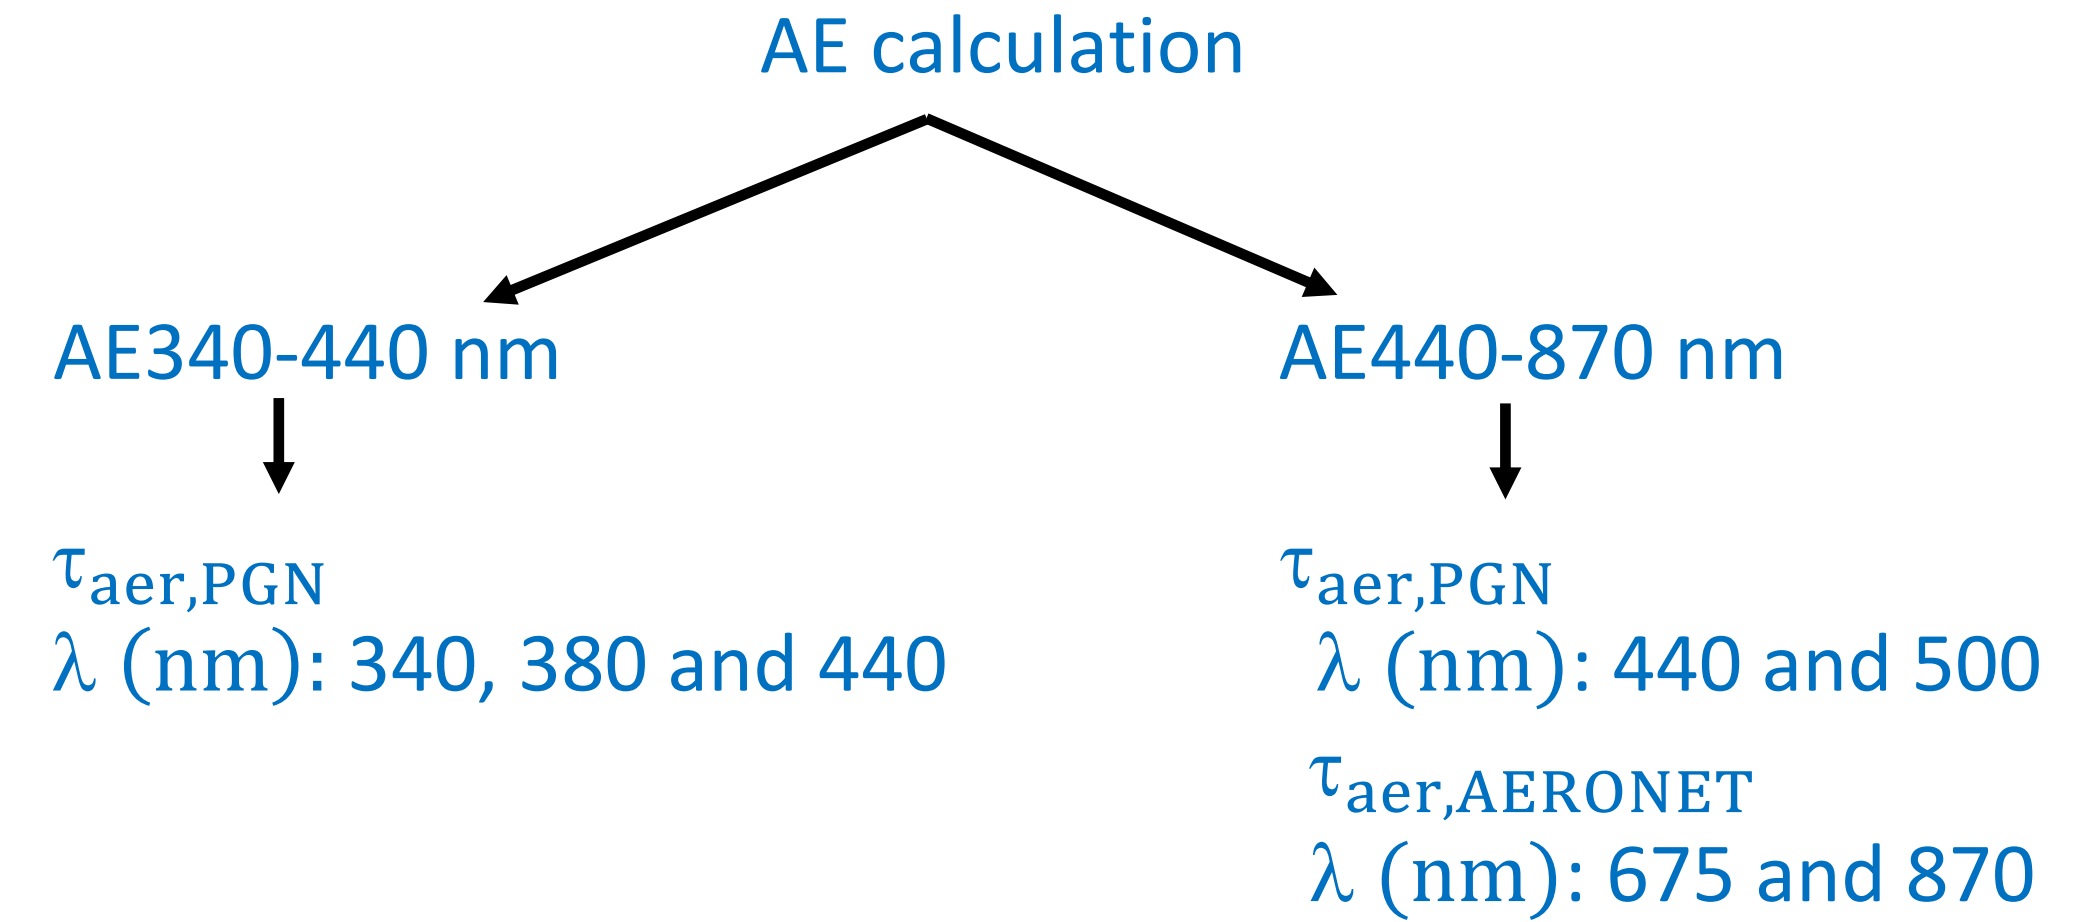 AE calculation
AE340-440 nm
AE440-870 nm
τaer,PGN
λ (nm): 340, 380 and 440
τaer,PGN
λ (nm): 440 and 500
τaer,AERONET
λ (nm): 675 and 870